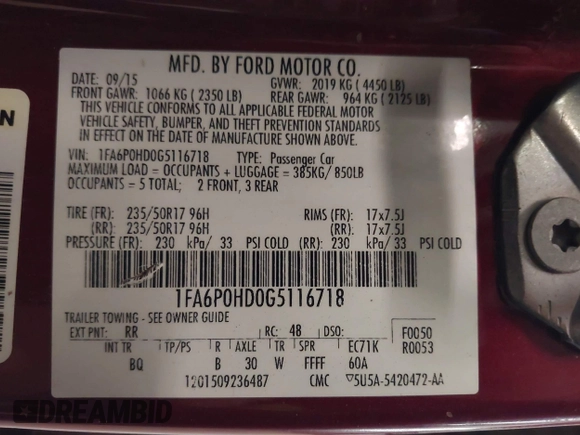 MFD. BY FORD MOTOR CO.
DATE: 09/15 GVWR: 2019 KG ( 4450 LB)
FRONT GAWR: 1066 KG ( 2350 LB) REAR GAWR: 964 KG ( 2125 LB)
THIS VEHICLE CONFORMS TO ALL APPLICABLE FEDERAL MOTOR
VEHICLE SAFETY, BUMPER, AND THEFT PREVENTION STANDARDS
IN EFFECT ON THE DATE OF MANUFACTURE SHOWN ABOVE.
VIN: 1FA6P0HD0G5116718 TYPE: Passenger Car
MAXIMUM LOAD = OCCUPANTS + LUGGAGE = 385KG/ 850LB
OCCUPANTS = 5 TOTAL; 2 FRONT, 3 REAR
TIRE (FR): 235/50R17 96H RIMS (FR): 17x7.5J
(RR): 235/50R17 96H (RR): 17x7.5J
PRESSURE (FR): 230 kPa/ 33 PSI COLD (RR): 230 kPa/ 33 PSI COLD
1FA6P0HD0G5116718
TRAILER TOWING - SEE OWNER GUIDE
EXT PNT: RR RC: 48 DSO: F0050
INT TR TP/PS R AXLE TR SPR EC71K R0053
BQ B 30 W FFFF 60A
1201509236487 CMC 5U5A-5420472-AA
DREAMBID